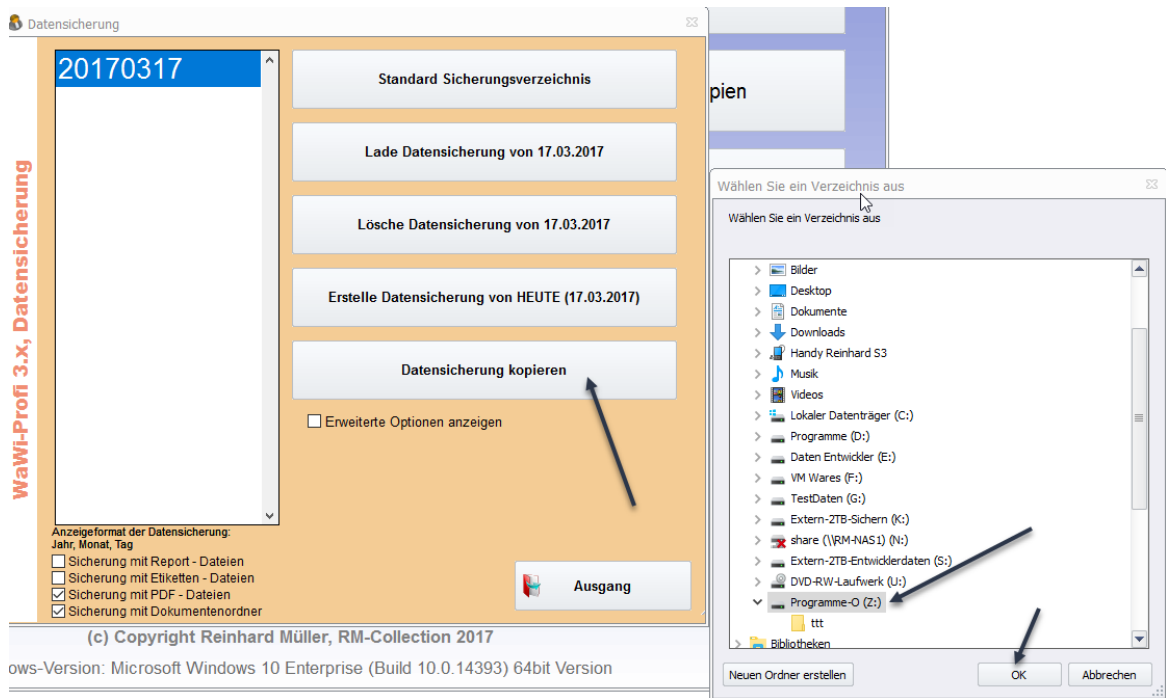 Datensicherung
WaWi-Profi 3.x, Datensicherung
20170317
Standard Sicherungsverzeichnis
Lade Datensicherung von 17.03.2017
Lösche Datensicherung von 17.03.2017
Erstelle Datensicherung von HEUTE (17.03.2017)
Datensicherung kopieren
Erweiterte Optionen anzeigen
Anzeigeformat der Datensicherung:
Jahr, Monat, Tag
Sicherung mit Report - Dateien
Sicherung mit Etiketten - Dateien
Sicherung mit PDF - Dateien
Sicherung mit Dokumentenordner
Ausgang
pien
Wählen Sie ein Verzeichnis aus
Wählen Sie ein Verzeichnis aus
Bilder
Desktop
Dokumente
Downloads
Handy Reinhard S3
Musik
Videos
Lokaler Datenträger (C:)
Programme (D:)
Daten Entwickler (E:)
VM Wares (F:)
TestDaten (G:)
Extern-2TB-Sichern (K:)
share (\\RM-NAS1) (N:)
Extern-2TB-Entwicklerdaten (S:)
DVD-RW-Laufwerk (U:)
Programme-O (Z:)
ttt
Bibliotheken
Neuen Ordner erstellen
OK
Abbrechen
(c) Copyright Reinhard Müller, RM-Collection 2017
ows-Version: Microsoft Windows 10 Enterprise (Build 10.0.14393) 64bit Version